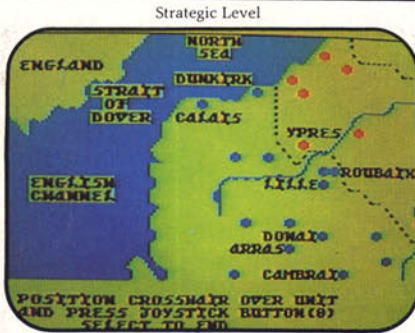 Strategic Level
NORTH
SEA
ENGLAND
DUNKIRK
STRAIT
OF
DOVER
CALAIS
YPRES
ROUBAIX
ENGLISH
CHANNEL
LILLE
DOUAI
ARRAS
CAMBRAI
POSITION CROSSHAIR OVER UNIT
AND PRESS JOYSTICK BUTTON(0)
SELECT TO END